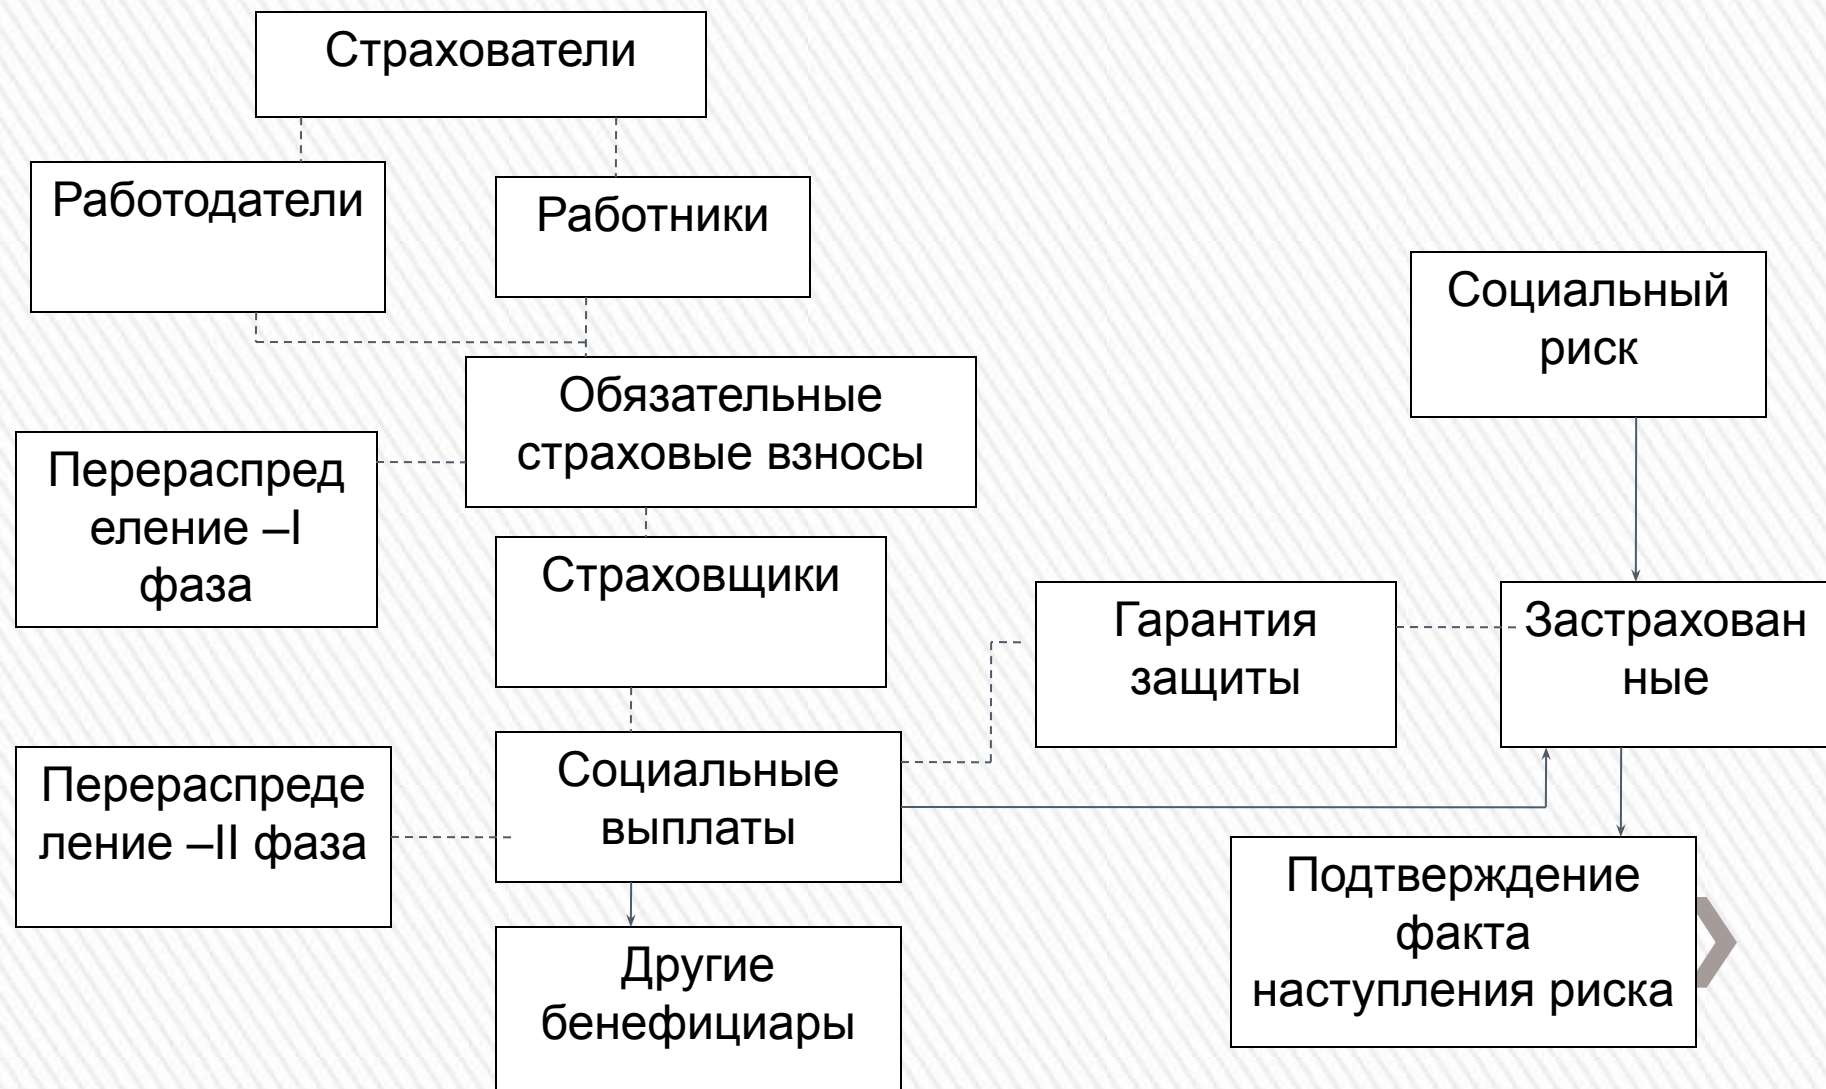 Страхователи
Работодатели
Работники
Социальный
риск
Обязательные
страховые взносы
Перераспред
еление –I
фаза
Страховщики
Гарантия
защиты
Застрахован
ные
Социальные
выплаты
Перераспреде
ление –II фаза
Подтверждение
факта
наступления риска
Другие
бенефициары